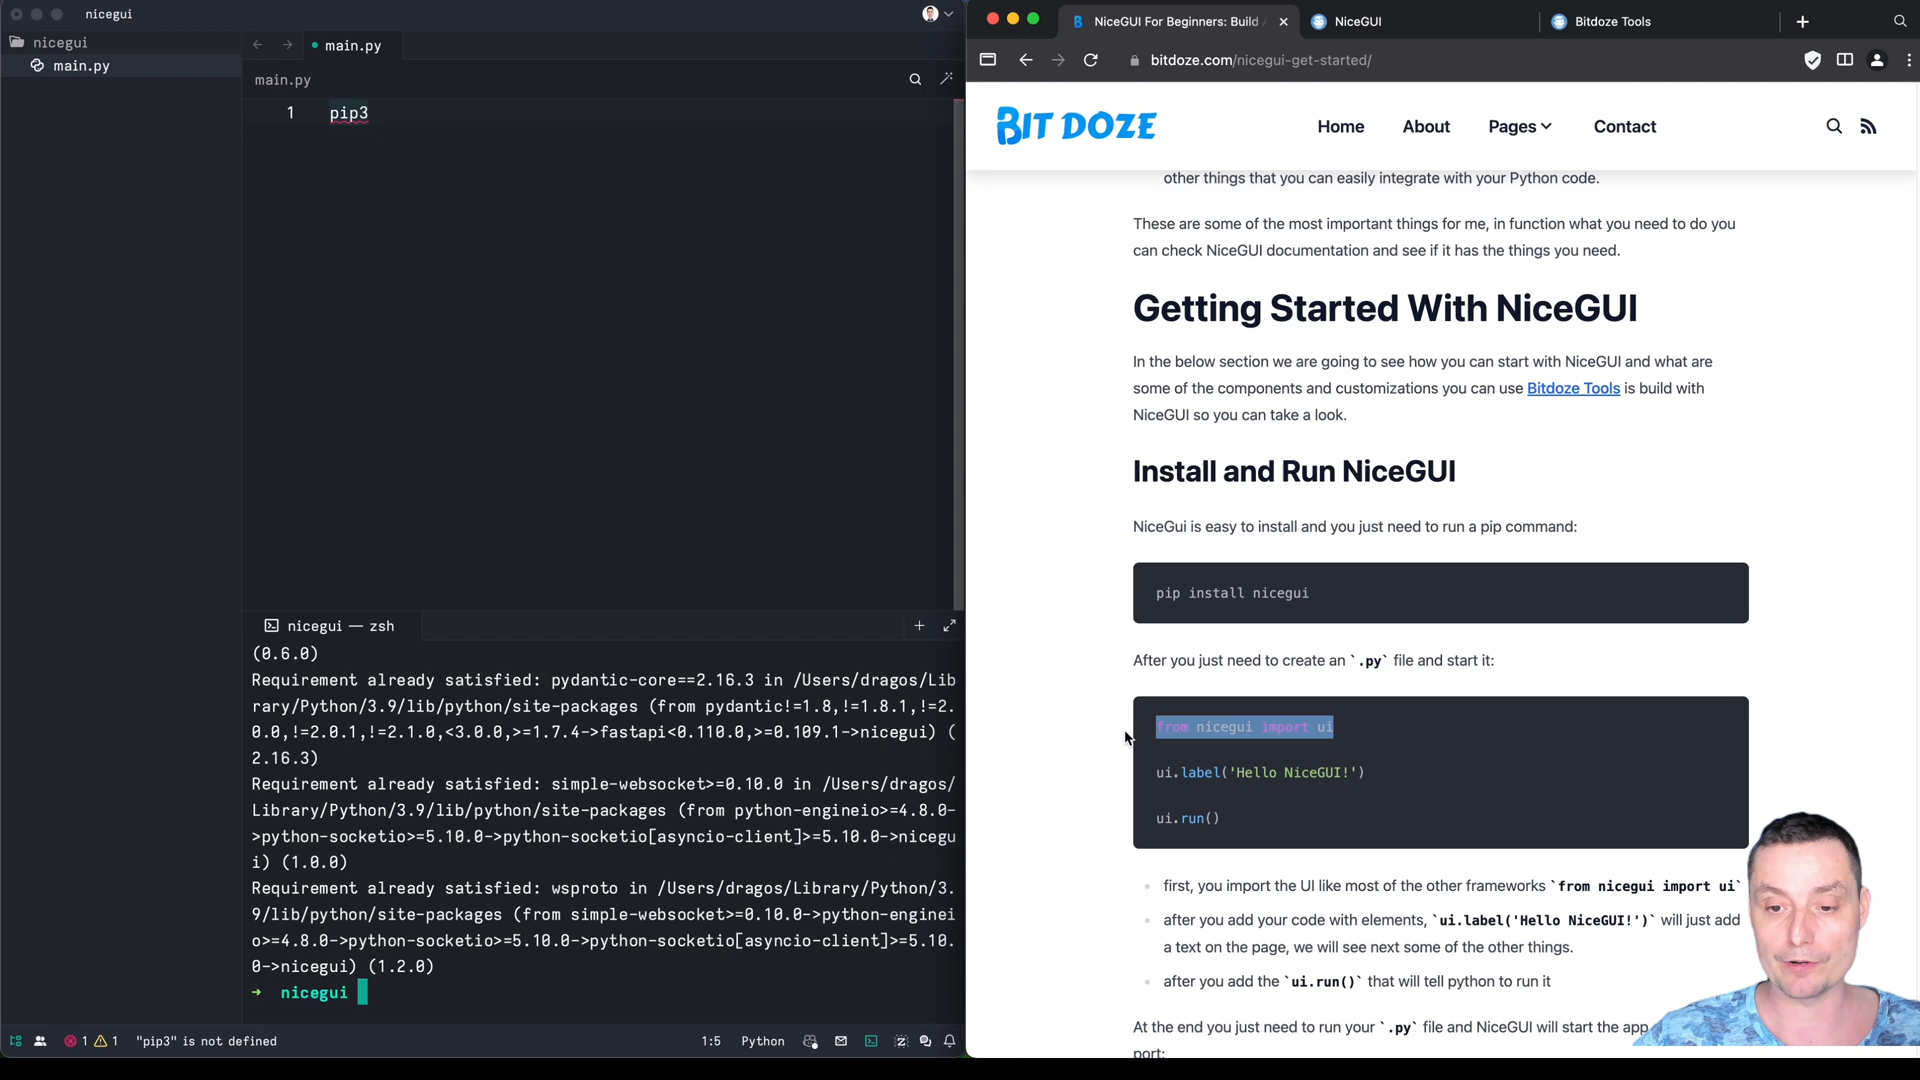 nicegui
nicegui
main.py
main.py
main.py
1 pip3
nicegui — zsh
(0.6.0)
Requirement already satisfied: pydantic-core==2.16.3 in /Users/dragos/Lib
rary/Python/3.9/lib/python/site-packages (from pydantic!=1.8,!=1.8.1,!=2.
0.0,!=2.0.1,!=2.1.0,<3.0.0,>=1.7.4->fastapi<0.110.0,>=0.109.1->nicegui) (
2.16.3)
Requirement already satisfied: simple-websocket>=0.10.0 in /Users/dragos/
Library/Python/3.9/lib/python/site-packages (from python-engineio>=4.8.0-
>python-socketio>=5.10.0->python-socketio[asyncio-client]>=5.10.0->nicegu
i) (1.0.0)
Requirement already satisfied: wsproto in /Users/dragos/Library/Python/3.
9/lib/python/site-packages (from simple-websocket>=0.10.0->python-enginei
o>=4.8.0->python-socketio>=5.10.0->python-socketio[asyncio-client]>=5.10.
0->nicegui) (1.2.0)
→ nicegui
1 1 "pip3" is not defined 1:5 Python
NiceGUI For Beginners: Build NiceGUI Bitdoze Tools
bitdoze.com/nicegui-get-started/
BIT DOZE Home About Pages Contact
other things that you can easily integrate with your Python code.
These are some of the most important things for me, in function what you need to do you
can check NiceGUI documentation and see if it has the things you need.
Getting Started With NiceGUI
In the below section we are going to see how you can start with NiceGUI and what are
some of the components and customizations you can use Bitdoze Tools is build with
NiceGUI so you can take a look.
Install and Run NiceGUI
NiceGui is easy to install and you just need to run a pip command:
pip install nicegui
After you just need to create an `.py` file and start it:
from nicegui import ui
ui.label('Hello NiceGUI!')
ui.run()
first, you import the UI like most of the other frameworks `from nicegui import ui`
after you add your code with elements, `ui.label('Hello NiceGUI!')` will just add
a text on the page, we will see next some of the other things.
after you add the `ui.run()` that will tell python to run it
At the end you just need to run your `.py` file and NiceGUI will start the app
port: